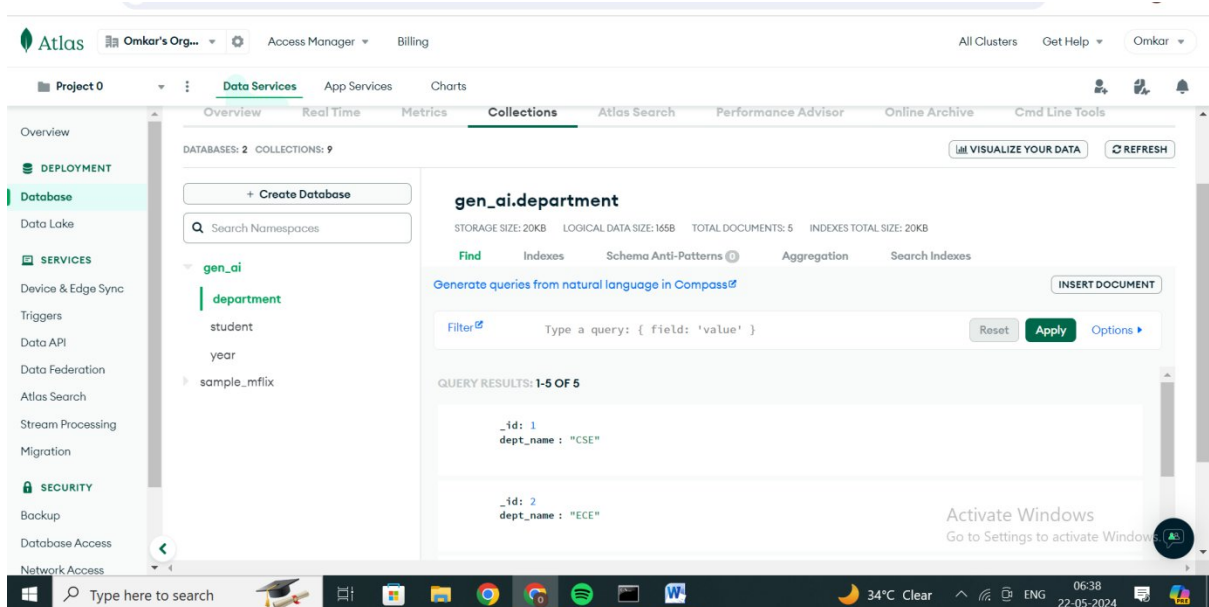 Atlas Omkar's Org... Access Manager Billing All Clusters Get Help Omkar
Project 0 Data Services App Services Charts
Overview Real Time Metrics Collections Atlas Search Performance Advisor Online Archive Cmd Line Tools
Overview
DATABASES: 2 COLLECTIONS: 9 VISUALIZE YOUR DATA REFRESH
DEPLOYMENT
Database
Data Lake
SERVICES
Device & Edge Sync
Triggers
Data API
Data Federation
Atlas Search
Stream Processing
Migration
SECURITY
Backup
Database Access
Network Access
+ Create Database
Search Namespaces
gen_ai
department
student
year
sample_mflix
gen_ai.department
STORAGE SIZE: 20KB LOGICAL DATA SIZE: 165B TOTAL DOCUMENTS: 5 INDEXES TOTAL SIZE: 20KB
Find Indexes Schema Anti-Patterns 0 Aggregation Search Indexes
Generate queries from natural language in Compass
INSERT DOCUMENT
Filter Type a query: { field: 'value' } Reset Apply Options
QUERY RESULTS: 1-5 OF 5
_id: 1
dept_name : "CSE"
_id: 2
dept_name : "ECE"
Activate Windows
Go to Settings to activate Windows.
Type here to search 34°C Clear ENG 06:38
22-05-2024